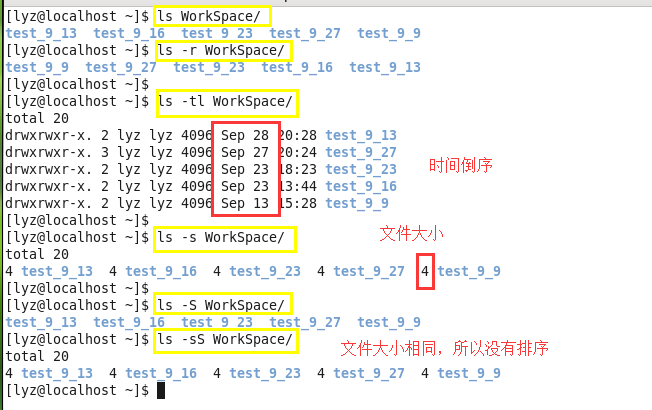 [lyz@localhost ~]$ ls WorkSpace/
test_9_13  test_9_16  test_9_23  test_9_27  test_9_9
[lyz@localhost ~]$ ls -r WorkSpace/
test_9_9  test_9_27  test_9_23  test_9_16  test_9_13
[lyz@localhost ~]$
[lyz@localhost ~]$ ls -tl WorkSpace/
total 20
drwxrwxr-x. 2 lyz lyz 4096 Sep 28 20:28 test_9_13
drwxrwxr-x. 3 lyz lyz 4096 Sep 27 20:24 test_9_27
drwxrwxr-x. 2 lyz lyz 4096 Sep 23 18:23 test_9_23
时间倒序
drwxrwxr-x. 2 lyz lyz 4096 Sep 23 13:44 test_9_16
drwxrwxr-x. 2 lyz lyz 4096 Sep 13 15:28 test_9_9
[lyz@localhost ~]$
[lyz@localhost ~]$ ls -s WorkSpace/
文件大小
total 20
4 test_9_13  4 test_9_16  4 test_9_23  4 test_9_27  4 test_9_9
[lyz@localhost ~]$
[lyz@localhost ~]$ ls -S WorkSpace/
test_9_13  test_9_16  test_9_23  test_9_27  test_9_9
[lyz@localhost ~]$ ls -sS WorkSpace/
total 20
文件大小相同，所以没有排序
4 test_9_13  4 test_9_16  4 test_9_23  4 test_9_27  4 test_9_9
[lyz@localhost ~]$